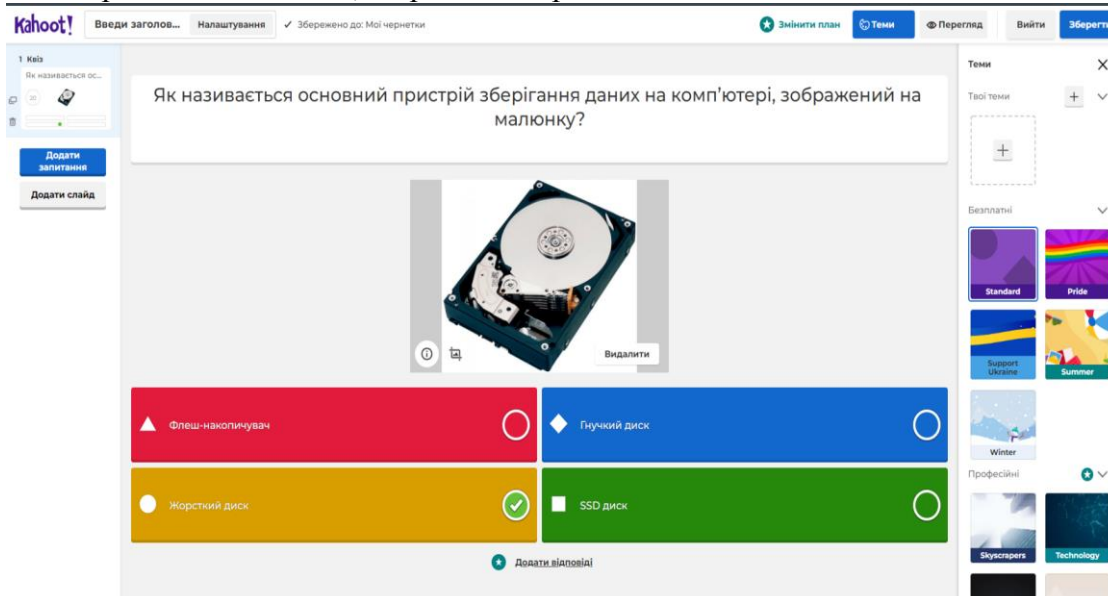 Kahoot!
Введи заголов...
Налаштування
✓ Збережено до: Мої чернетки
Змінити план
Теми
Перегляд
Вийти
Зберегти
1 Квіз
Як називається ос...
Додати
запитання
Додати слайд
Як називається основний пристрій зберігання даних на комп’ютері, зображений на
малюнку?
Видалити
Флеш-накопичувач
Гнучкий диск
Жорсткий диск
SSD диск
Додати відповіді
Теми
Твої теми
Безплатні
Standard
Pride
Support
Ukraine
Summer
Winter
Професійні
Skyscrapers
Technology